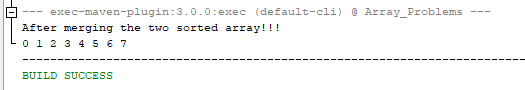 --- exec-maven-plugin:3.0.0:exec (default-cli) @ Array_Problems ---
After merging the two sorted array!!!
0 1 2 3 4 5 6 7
------------------------------------------------------------------------
BUILD SUCCESS